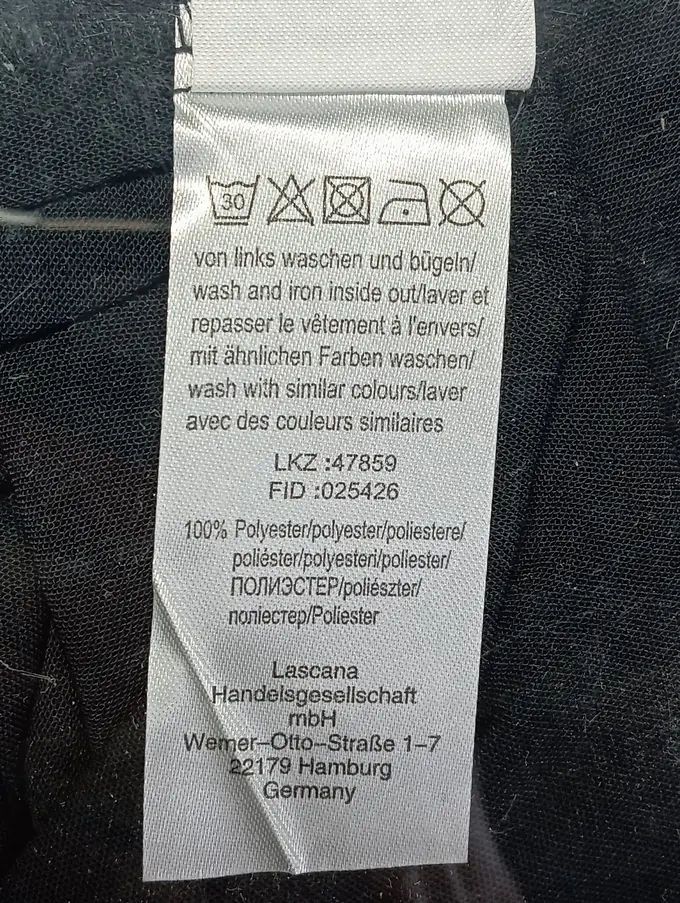 30
von links waschen und bügeln/
wash and iron inside out/laver et
repasser le vêtement à l'envers/
mit ähnlichen Farben waschen/
wash with similar colours/laver
avec des couleurs similaires
LKZ :47859
FID :025426
100% Polyester/polyester/poliestere/
poliéster/polyesteri/poliester/
ПОЛИЭСТЕР/poliészter/
поліестер/Poliester
Lascana
Handelsgesellschaft
mbH
Werner-Otto-Straße 1-7
22179 Hamburg
Germany